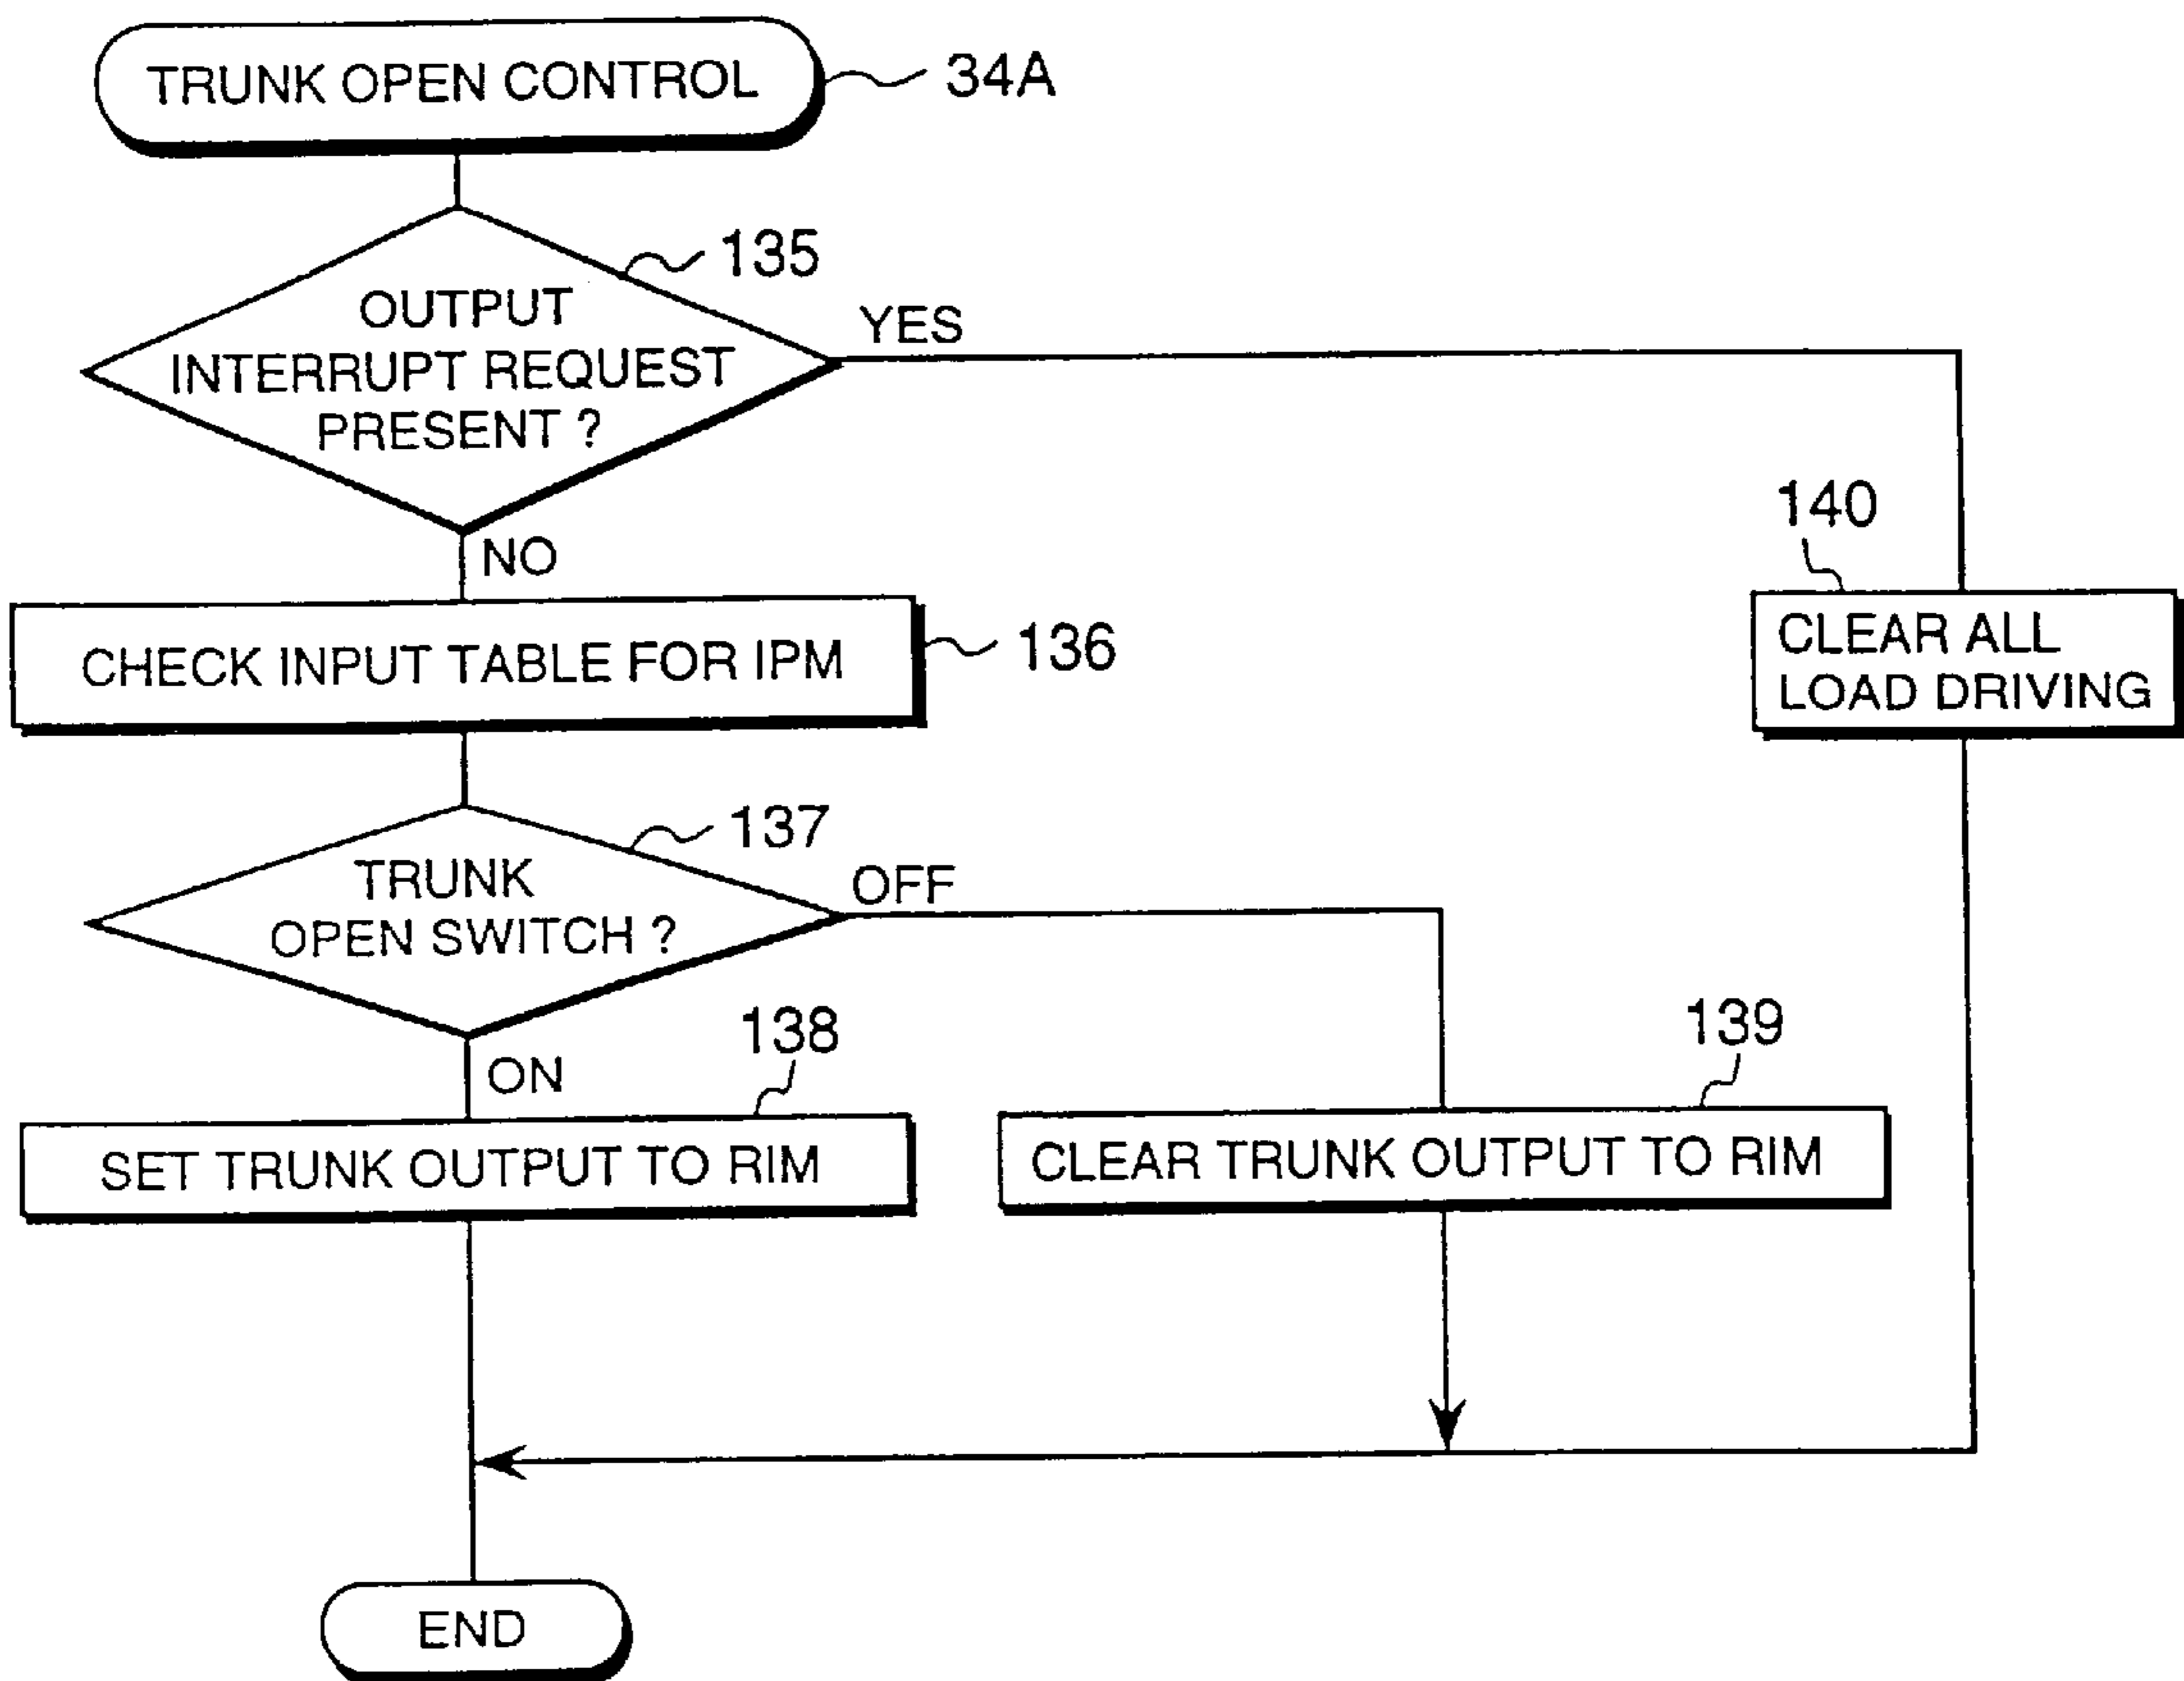 TRUNK OPEN CONTROL
34A
135
OUTPUT
INTERRUPT REQUEST
PRESENT ?
YES
NO
140
CLEAR ALL
LOAD DRIVING
CHECK INPUT TABLE FOR IPM
136
137
TRUNK
OPEN SWITCH ?
OFF
ON
138
SET TRUNK OUTPUT TO RIM
139
CLEAR TRUNK OUTPUT TO RIM
END